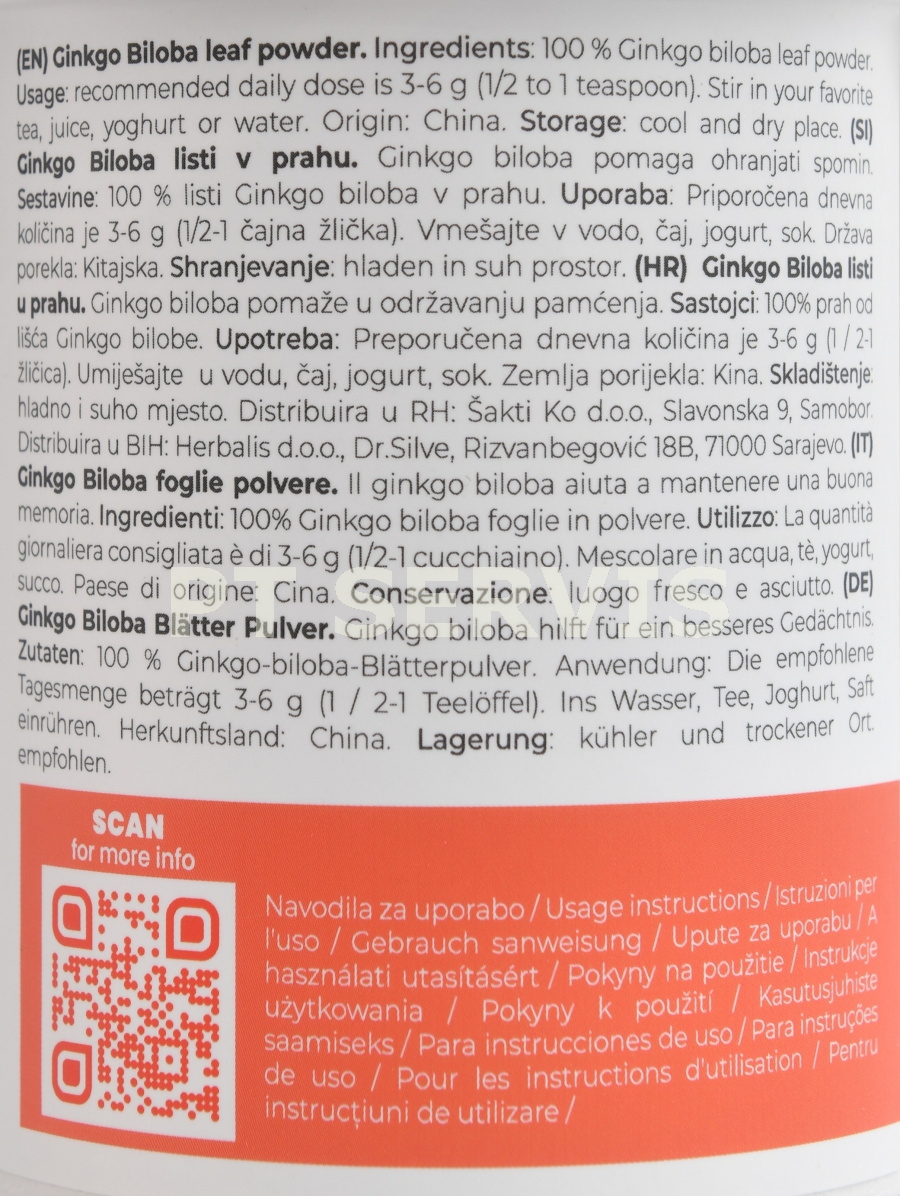 (EN) Ginkgo Biloba leaf powder. Ingredients: 100 % Ginkgo biloba leaf powder.
Usage: recommended daily dose is 3-6 g (1/2 to 1 teaspoon). Stir in your favorite
tea, juice, yoghurt or water. Origin: China. Storage: cool and dry place. (SI)
Ginkgo Biloba listi v prahu. Ginkgo biloba pomaga ohranjati spomin.
Sestavine: 100 % listi Ginkgo biloba v prahu. Uporaba: Priporočena dnevna
količina je 3-6 g (1/2-1 čajna žlička). Vmešajte v vodo, čaj, jogurt, sok. Država
porekla: Kitajska. Shranjevanje: hladen in suh prostor. (HR) Ginkgo Biloba listi
u prahu. Ginkgo biloba pomaže u održavanju pamćenja. Sastojci: 100% prah od
lišća Ginkgo bilobe. Upotreba: Preporučena dnevna količina je 3-6 g (1 / 2-1
žličica). Umiješajte u vodu, čaj, jogurt, sok. Zemlja porijekla: Kina. Skladištenje:
hladno i suho mjesto. Distribuira u RH: Šakti Ko d.o.o., Slavonska 9, Samobor.
Distribuira u BIH: Herbalis d.o.o., Dr.Silve, Rizvanbegović 18B, 71000 Sarajevo. (IT)
Ginkgo Biloba foglie polvere. Il ginkgo biloba aiuta a mantenere una buona
memoria. Ingredienti: 100% Ginkgo biloba foglie in polvere. Utilizzo: La quantità
giornaliera consigliata è di 3-6 g (1/2-1 cucchiaino). Mescolare in acqua, tè, yogurt,
succo. Paese di origine: Cina. Conservazione: luogo fresco e asciutto. (DE)
PT SERVIS
Ginkgo Biloba Blätter Pulver. Ginkgo biloba hilft für ein besseres Gedächtnis.
Zutaten: 100 % Ginkgo-biloba-Blätterpulver. Anwendung: Die empfohlene
Tagesmenge beträgt 3-6 g (1 / 2-1 Teelöffel). Ins Wasser, Tee, Joghurt, Saft
einrühren. Herkunftsland: China. Lagerung: kühler und trockener Ort.
empfohlen.
SCAN
for more info
Navodila za uporabo / Usage instructions / Istruzioni per
l'uso / Gebrauch sanweisung / Upute za uporabu / A
használati utasításért / Pokyny na použitie / Instrukcje
użytkowania / Pokyny k použití / Kasutusjuhiste
saamiseks / Para instrucciones de uso / Para instruções
de uso / Pour les instructions d'utilisation / Pentru
instrucțiuni de utilizare /